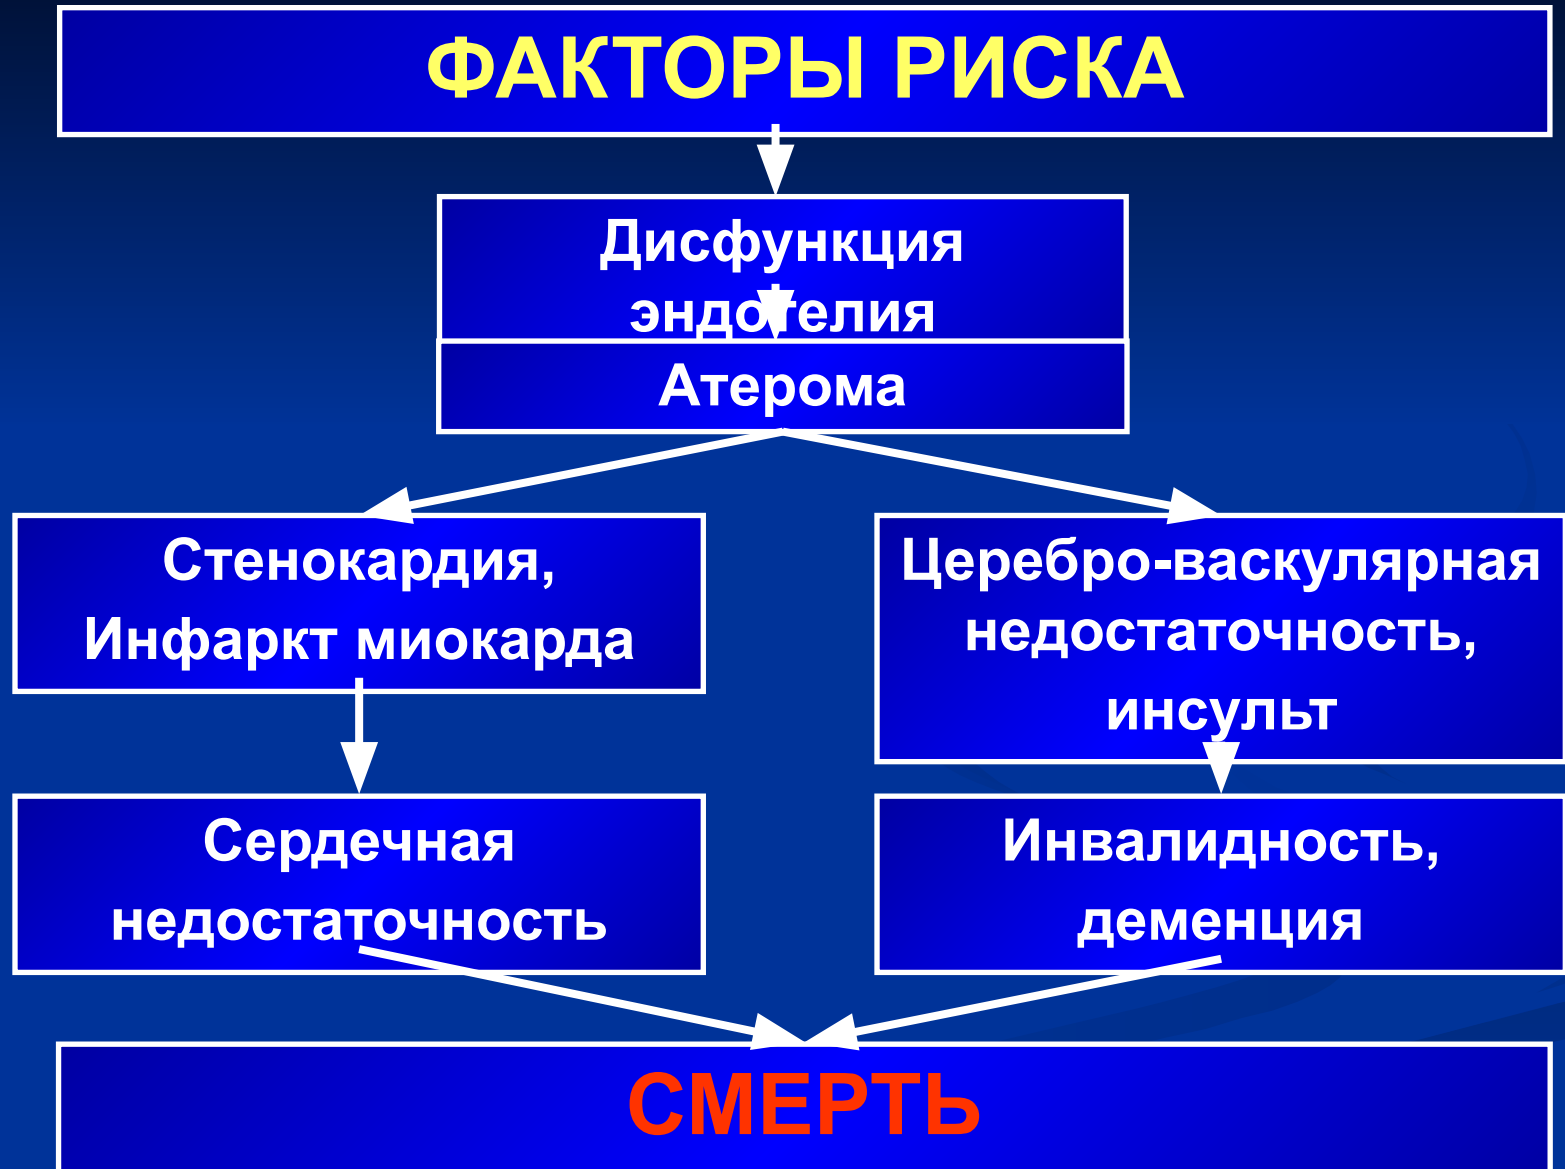 ФАКТОРЫ РИСКА
Дисфункция
эндотелия
Атерома
Стенокардия,
Инфаркт миокарда
Церебро-васкулярная
недостаточность,
инсульт
Сердечная
недостаточность
Инвалидность,
деменция
СМЕРТЬ